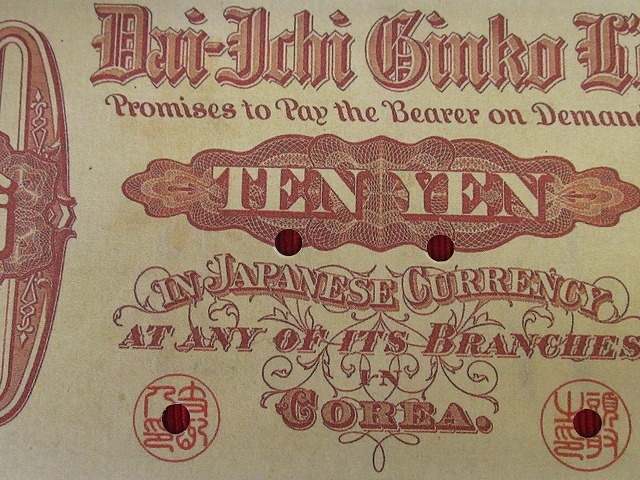 Dai-Ichi Ginko
Promises to Pay the Bearer on Deman
TEN YEN
IN JAPANESE CURRENCY
AT ANY OF ITS BRANCHES
IN
COREA.